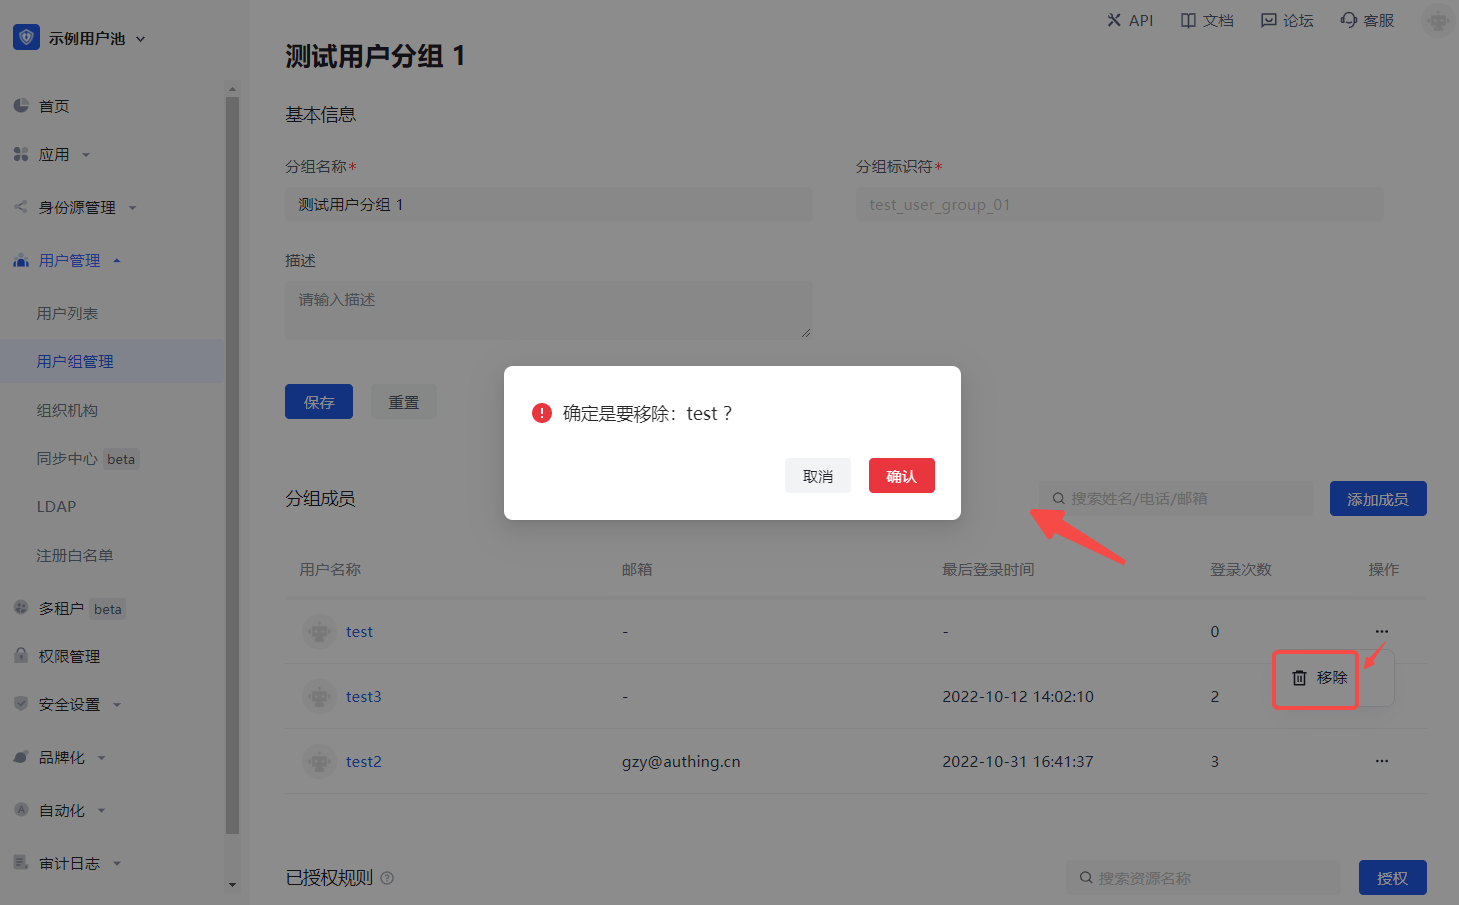 示例用户池
API
文档
论坛
客服
首页
应用
身份源管理
用户管理
用户列表
用户组管理
组织机构
同步中心 beta
LDAP
注册白名单
多租户 beta
权限管理
安全设置
品牌化
自动化
审计日志
测试用户分组 1
基本信息
分组名称*
测试用户分组 1
分组标识符*
test_user_group_01
描述
请输入描述
保存
重置
确定是要移除：test ？
取消
确认
分组成员
搜索姓名/电话/邮箱
添加成员
用户名称 邮箱 最后登录时间 登录次数 操作
test - - 0 ···
移除
test3 - 2022-10-12 14:02:10 2
test2 gzy@authing.cn 2022-10-31 16:41:37 3 ···
已授权规则
搜索资源名称
授权